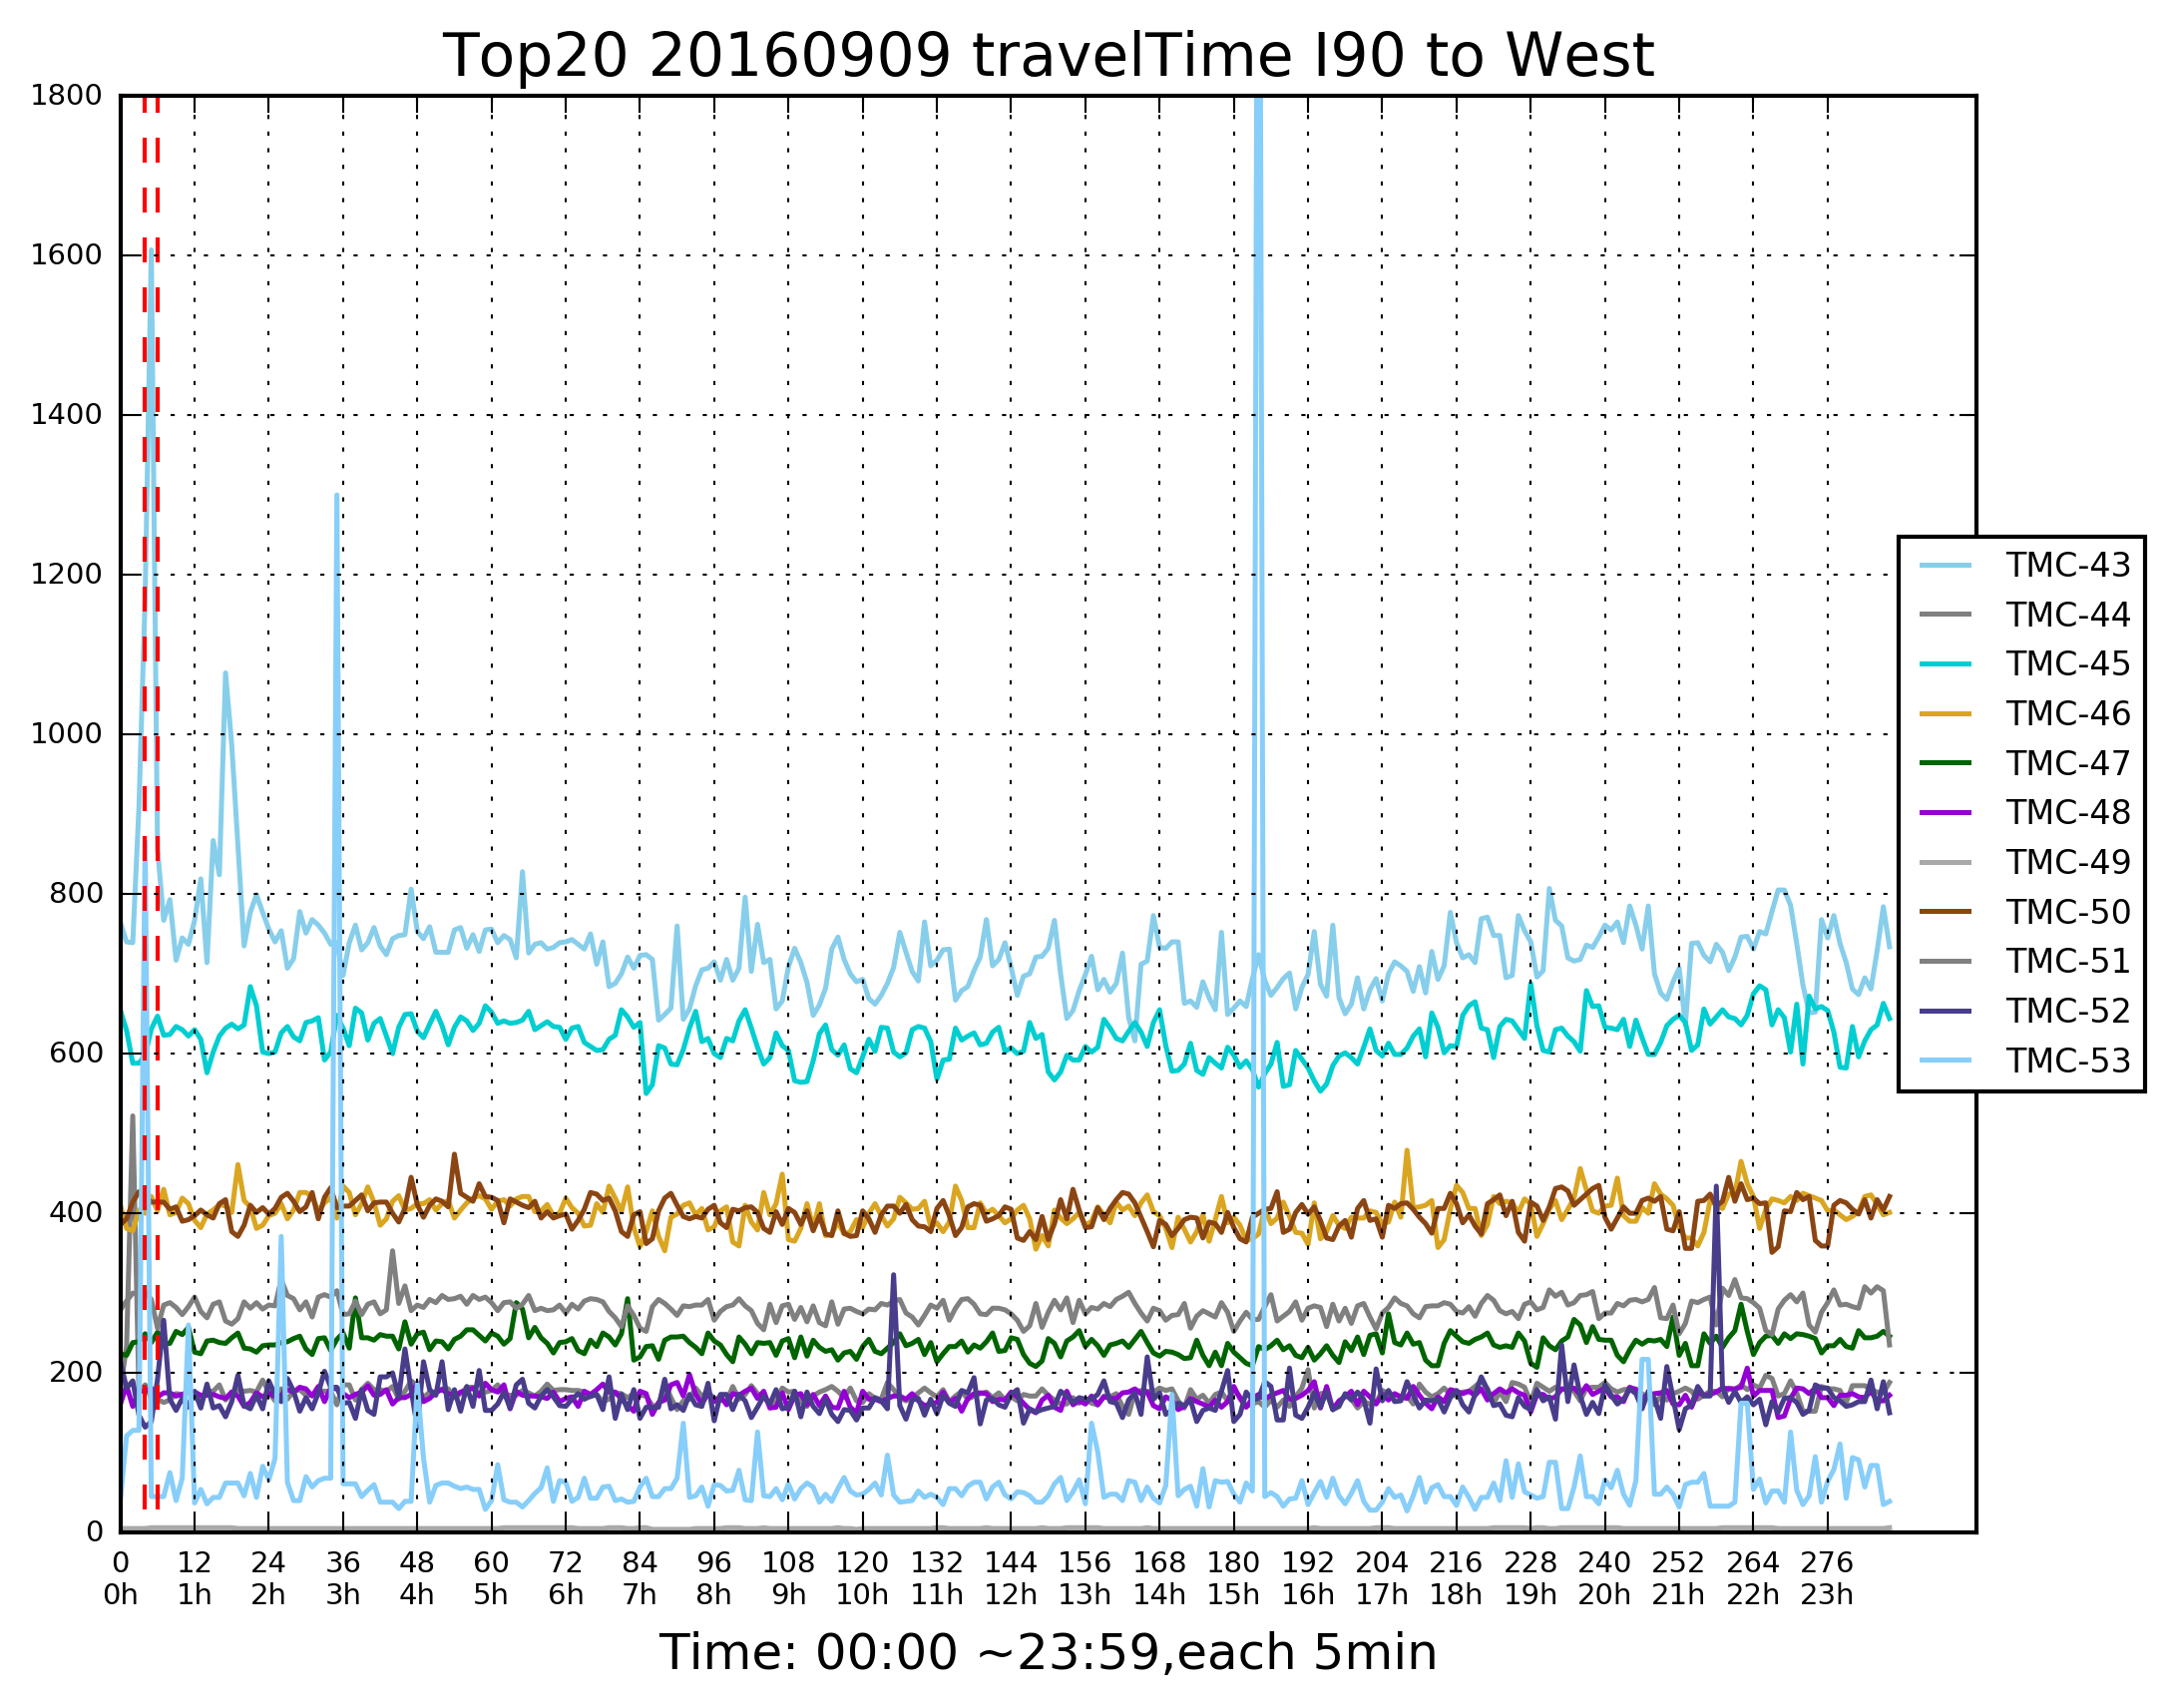 Top20 20160909 travelTime I90 to West
1800
1600
1400
1200
1000
800
600
400
200
0
TMC-43
TMC-44
TMC-45
TMC-46
TMC-47
TMC-48
TMC-49
TMC-50
TMC-51
TMC-52
TMC-53
0 12 24 36 48 60 72 84 96 108 120 132 144 156 168 180 192 204 216 228 240 252 264 276
0h 1h 2h 3h 4h 5h 6h 7h 8h 9h 10h 11h 12h 13h 14h 15h 16h 17h 18h 19h 20h 21h 22h 23h
Time: 00:00 ~23:59,each 5min